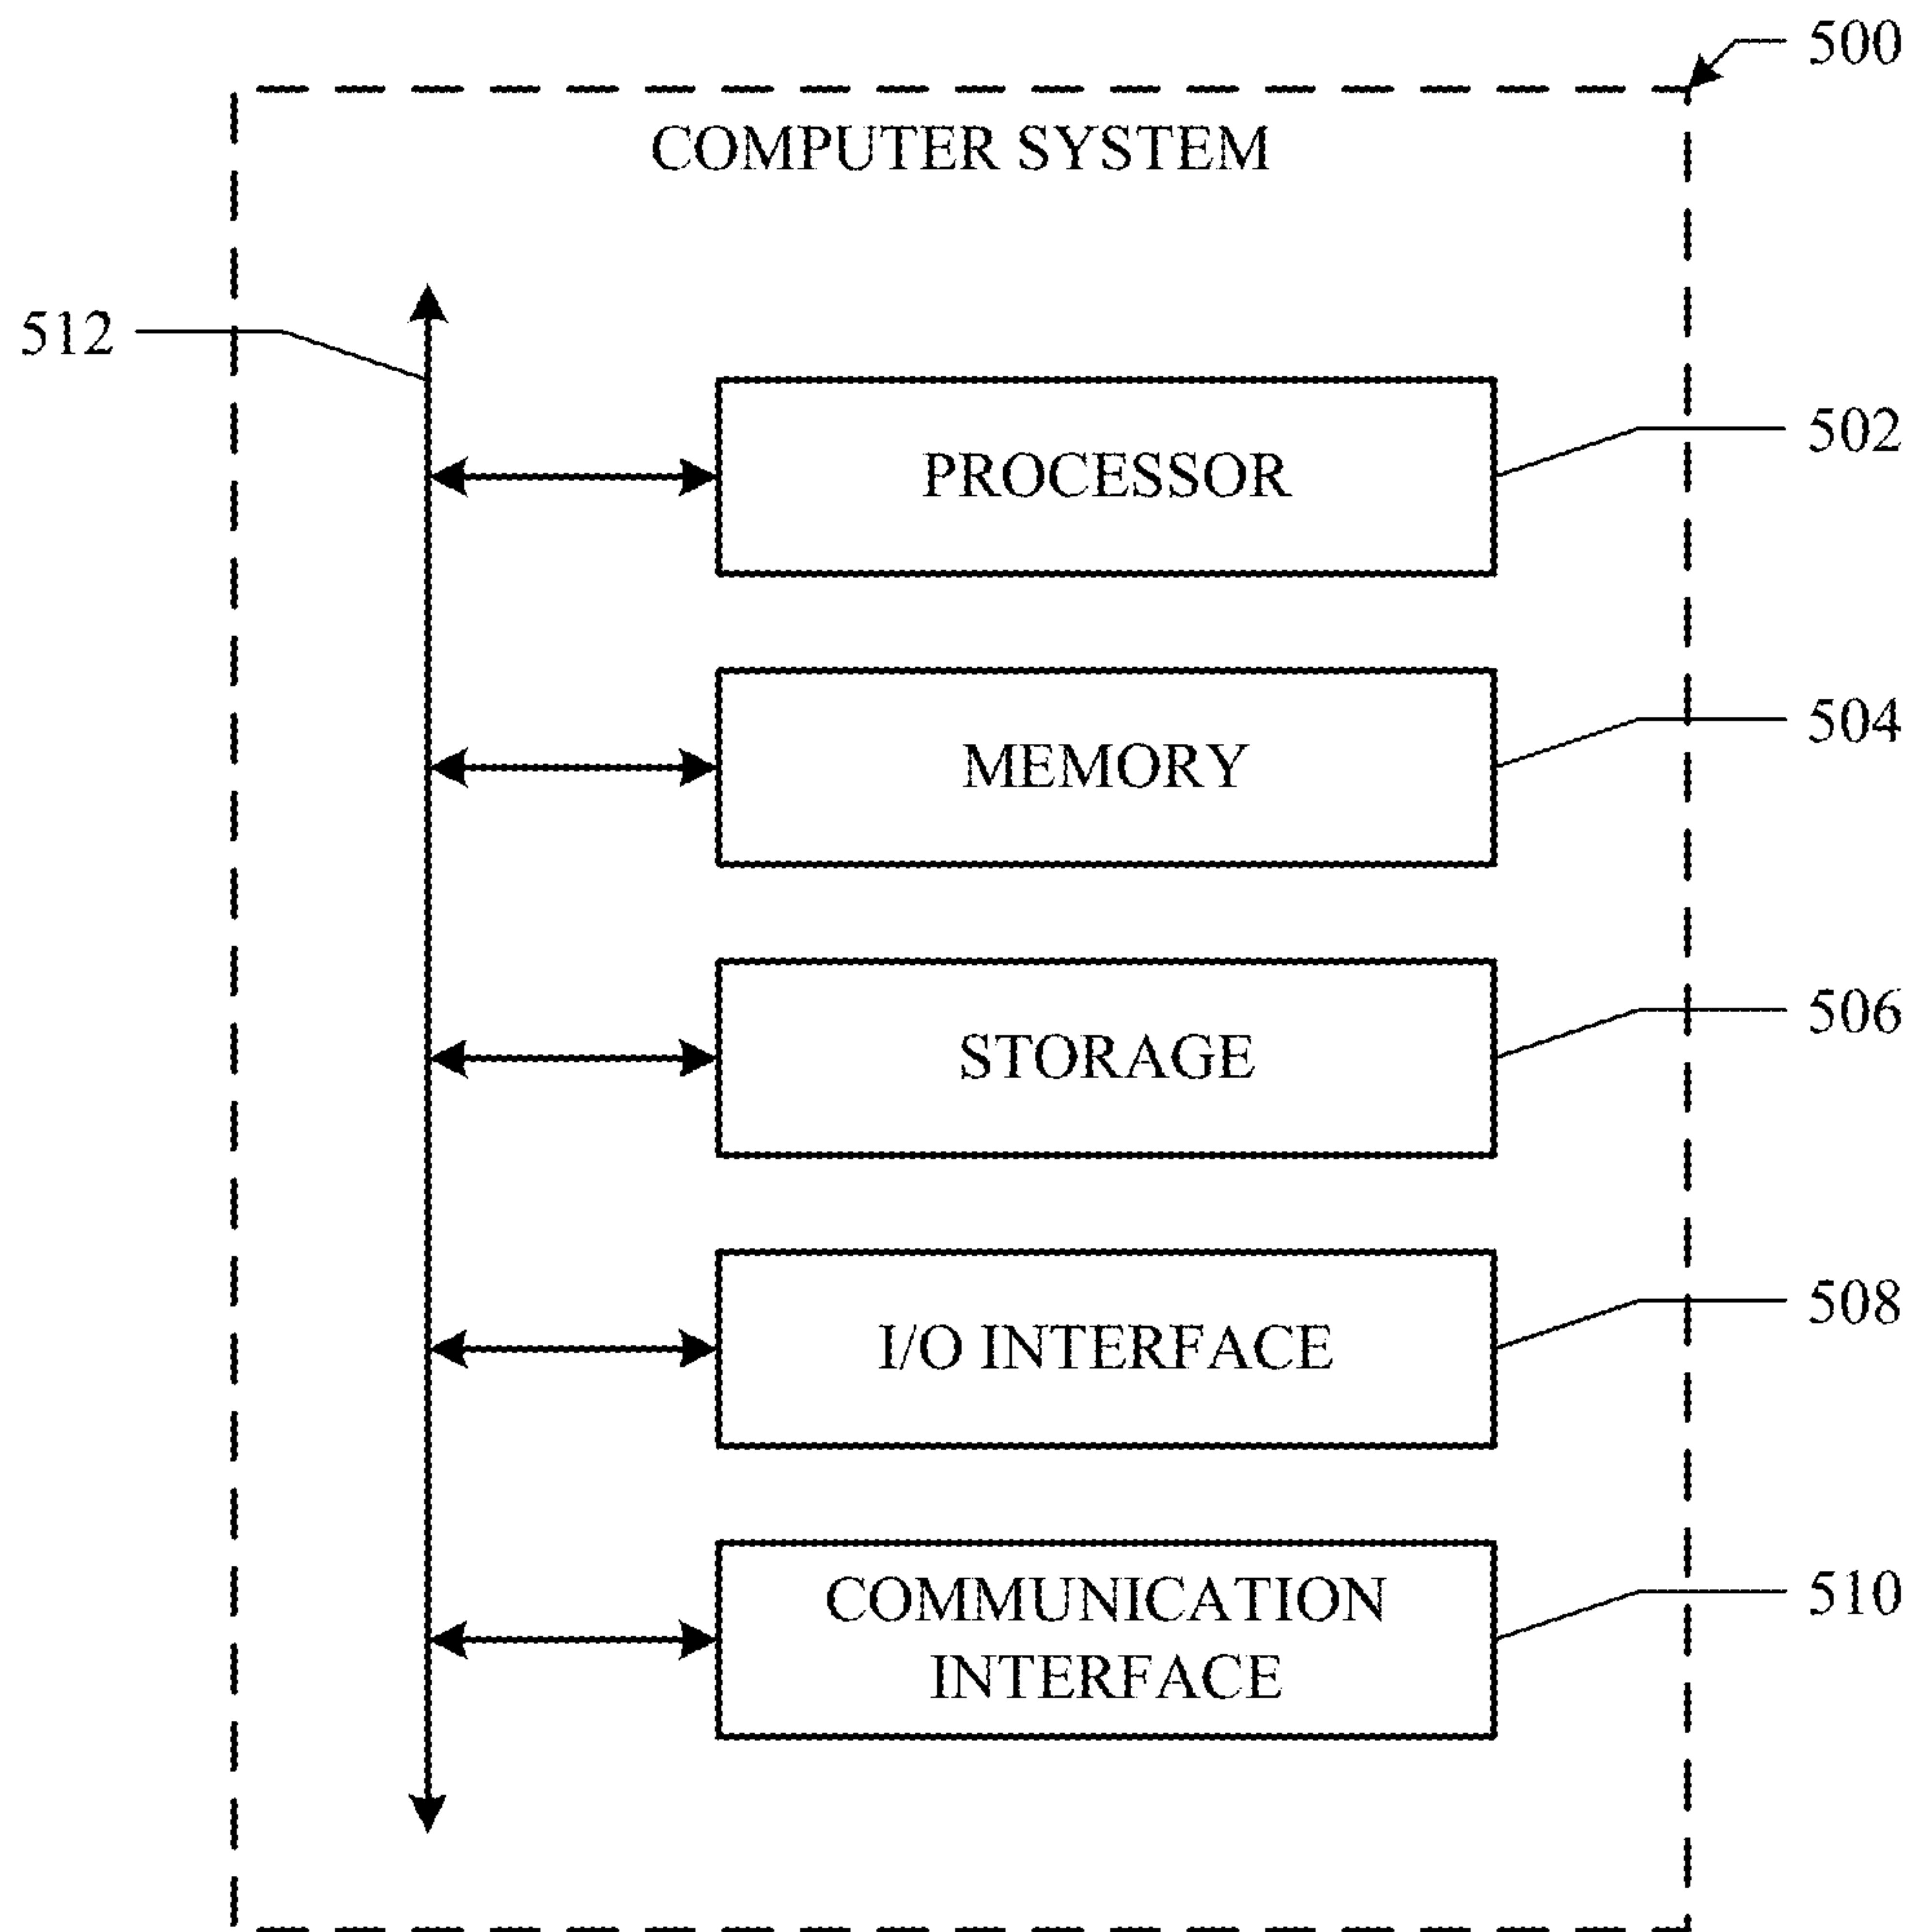 500
COMPUTER SYSTEM
512
PROCESSOR
502
MEMORY
504
STORAGE
506
I/O INTERFACE
508
COMMUNICATION
INTERFACE
510